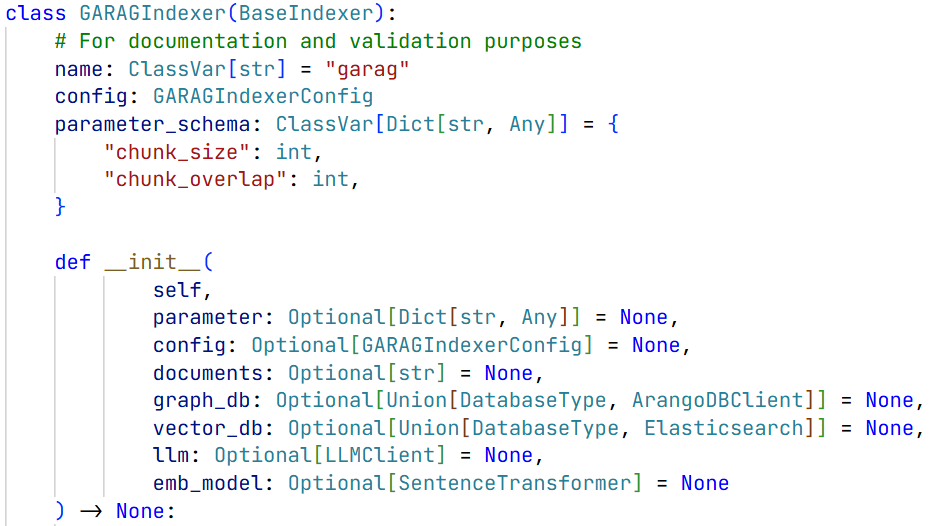 class GARAGIndexer(BaseIndexer):
    # For documentation and validation purposes
    name: ClassVar[str] = "garag"
    config: GARAGIndexerConfig
    parameter_schema: ClassVar[Dict[str, Any]] = {
        "chunk_size": int,
        "chunk_overlap": int,
    }

    def __init__(
            self,
            parameter: Optional[Dict[str, Any]] = None,
            config: Optional[GARAGIndexerConfig] = None,
            documents: Optional[str] = None,
            graph_db: Optional[Union[DatabaseType, ArangoDBClient]] = None,
            vector_db: Optional[Union[DatabaseType, Elasticsearch]] = None,
            llm: Optional[LLMClient] = None,
            emb_model: Optional[SentenceTransformer] = None
    ) -> None: